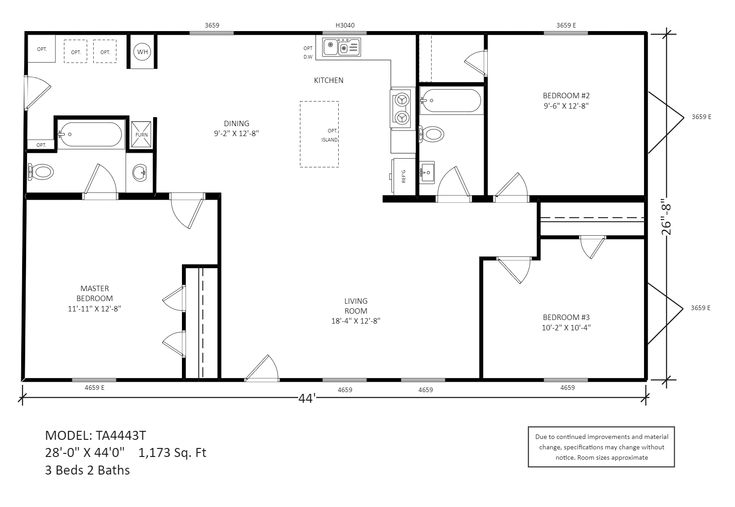 3659
H3040
3659 E
OPT.
OPT.
OPT.
WH
OPT
D.W
KITCHEN
DINING
9'-2" X 12'-8"
OPT.
ISLAND
BEDROOM #2
9'-6" X 12'-8"
3659 E
OPT.
FURN
REF'G
26'-8"
MASTER
BEDROOM
11'-11" X 12'-8"
LIVING
ROOM
18'-4" X 12'-8"
BEDROOM #3
10'-2" X 10'-4"
3659 E
4659 E
4659
4659
4659 E
44'
MODEL: TA4443T
28'-0" X 44'0" 1,173 Sq. Ft
3 Beds 2 Baths
Due to continued improvements and material
change, specifications may change without
notice. Room sizes approximate